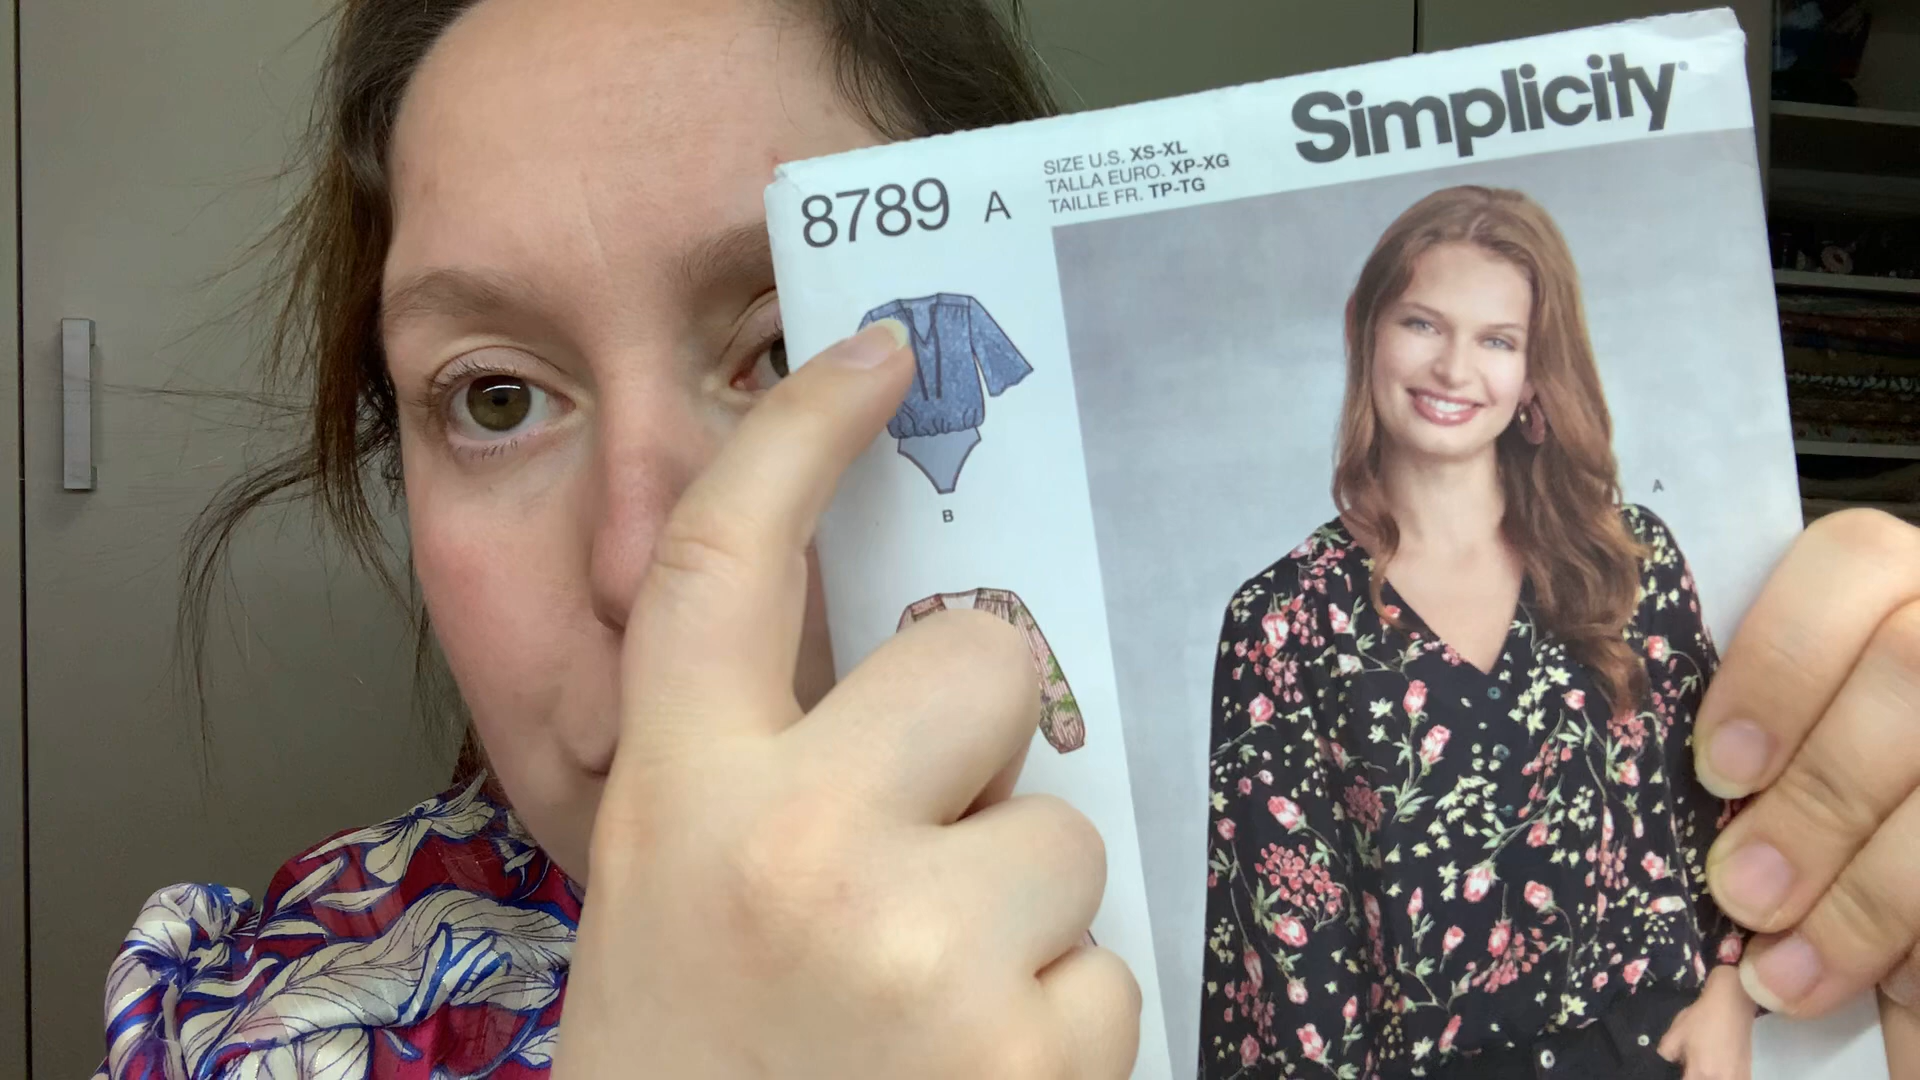 Simplicity
8789 A
SIZE U.S. XS-XL
TALLA EURO. XP-XG
TAILLE FR. TP-TG
A
B